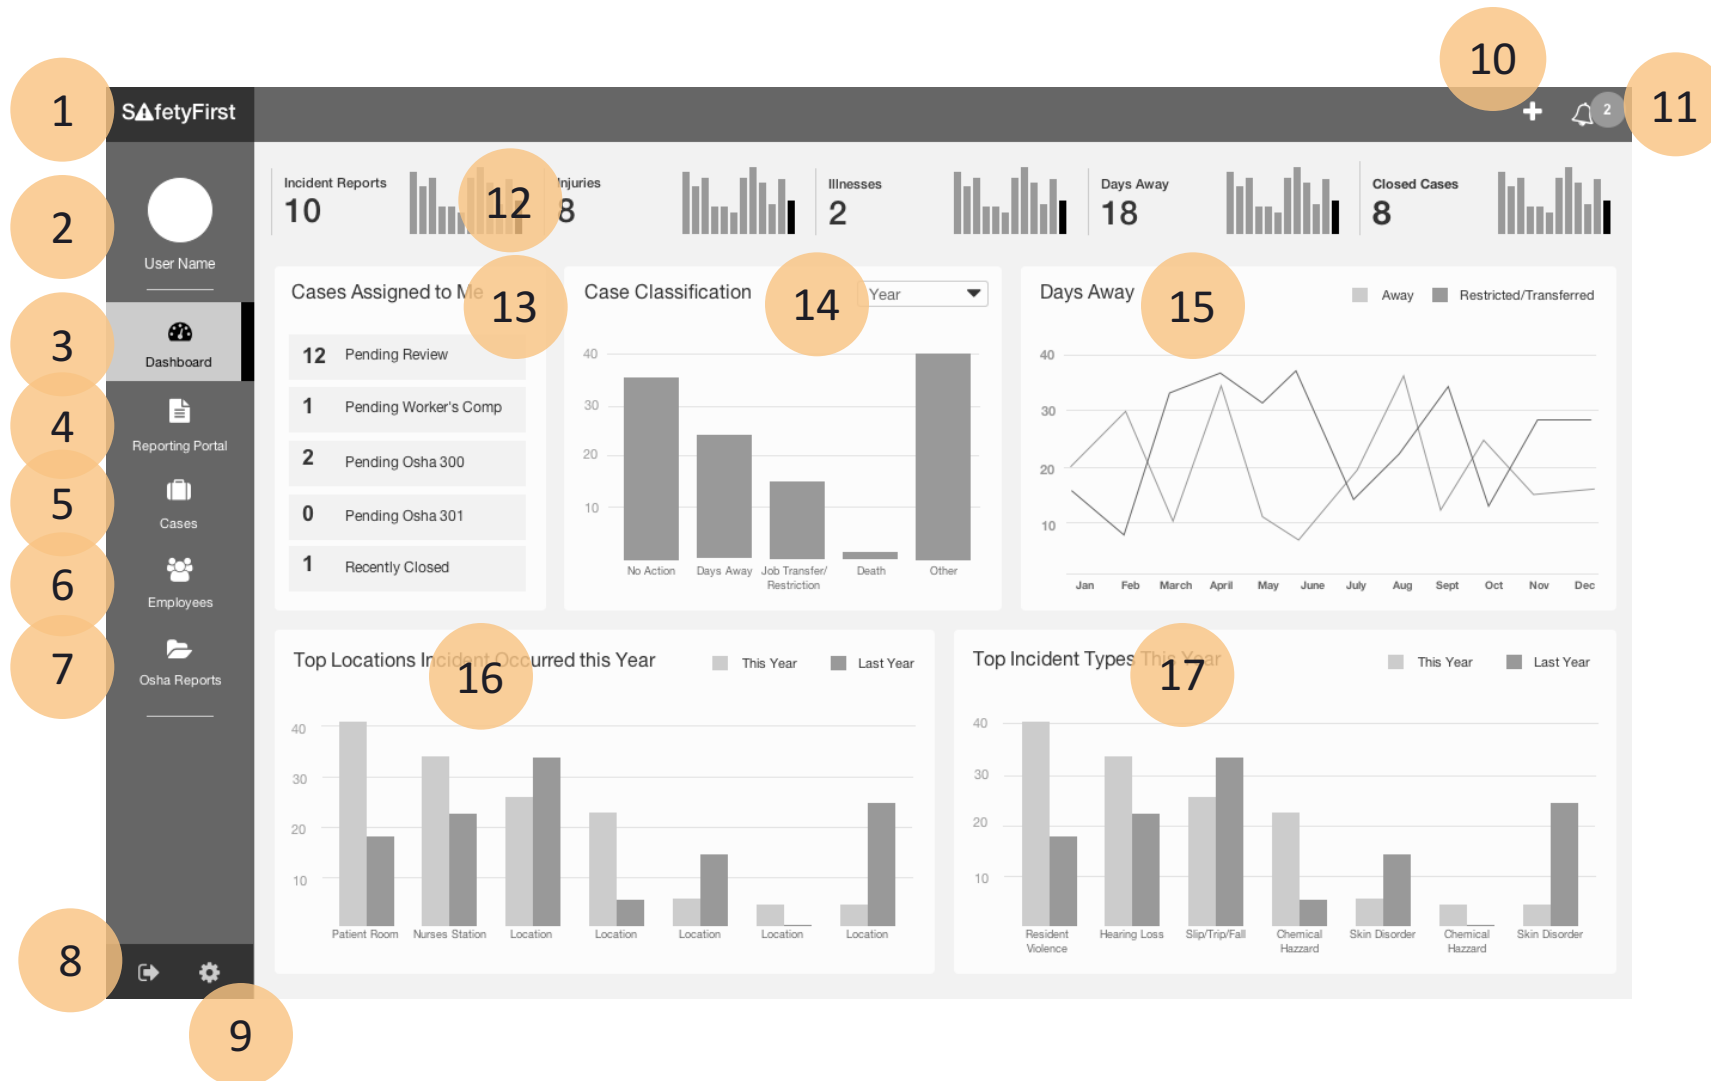 10
1
SAfetyFirst
2
11
2
User Name
3
Dashboard
4
Reporting Portal
5
Cases
6
Employees
7
Osha Reports
8
9
Incident Reports
10
12
Injuries
8
Illnesses
2
Days Away
18
Closed Cases
8
Cases Assigned to Me
13
12 Pending Review
1 Pending Worker's Comp
2 Pending Osha 300
0 Pending Osha 301
1 Recently Closed
Case Classification
14
Year
40
30
20
10
No Action Days Away Job Transfer/ Death Other
Restriction
Days Away
15
Away Restricted/Transferred
40
30
20
10
Jan Feb March April May June July Aug Sept Oct Nov Dec
Top Locations Incident Occurred this Year
16
This Year Last Year
40
30
20
10
Patient Room Nurses Station Location Location Location Location Location
Top Incident Types This Year
17
This Year Last Year
40
30
20
10
Resident Hearing Loss Slip/Trip/Fall Chemical Skin Disorder Chemical Skin Disorder
Violence Hazzard Hazzard